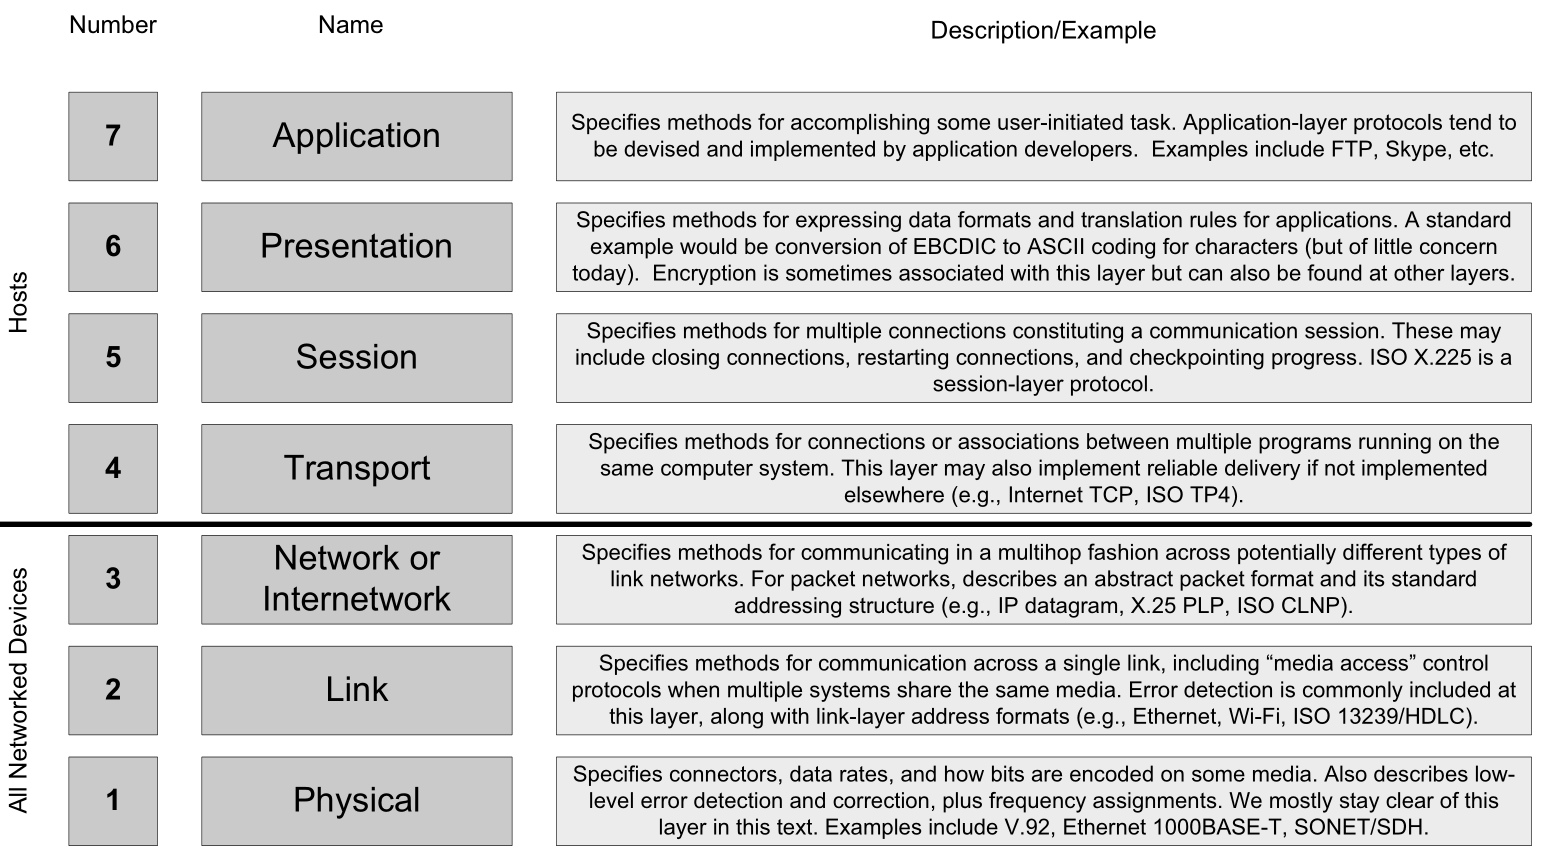 Number Name Description/Example
7 Application Specifies methods for accomplishing some user-initiated task. Application-layer protocols tend to
be devised and implemented by application developers.  Examples include FTP, Skype, etc.
6 Presentation Specifies methods for expressing data formats and translation rules for applications. A standard
example would be conversion of EBCDIC to ASCII coding for characters (but of little concern
today).  Encryption is sometimes associated with this layer but can also be found at other layers.
Hosts
5 Session Specifies methods for multiple connections constituting a communication session. These may
include closing connections, restarting connections, and checkpointing progress. ISO X.225 is a
session-layer protocol.
4 Transport Specifies methods for connections or associations between multiple programs running on the
same computer system. This layer may also implement reliable delivery if not implemented
elsewhere (e.g., Internet TCP, ISO TP4).
3 Network or
Internetwork
Specifies methods for communicating in a multihop fashion across potentially different types of
link networks. For packet networks, describes an abstract packet format and its standard
addressing structure (e.g., IP datagram, X.25 PLP, ISO CLNP).
All Networked Devices
2 Link Specifies methods for communication across a single link, including “media access” control
protocols when multiple systems share the same media. Error detection is commonly included at
this layer, along with link-layer address formats (e.g., Ethernet, Wi-Fi, ISO 13239/HDLC).
1 Physical Specifies connectors, data rates, and how bits are encoded on some media. Also describes low-
level error detection and correction, plus frequency assignments. We mostly stay clear of this
layer in this text. Examples include V.92, Ethernet 1000BASE-T, SONET/SDH.